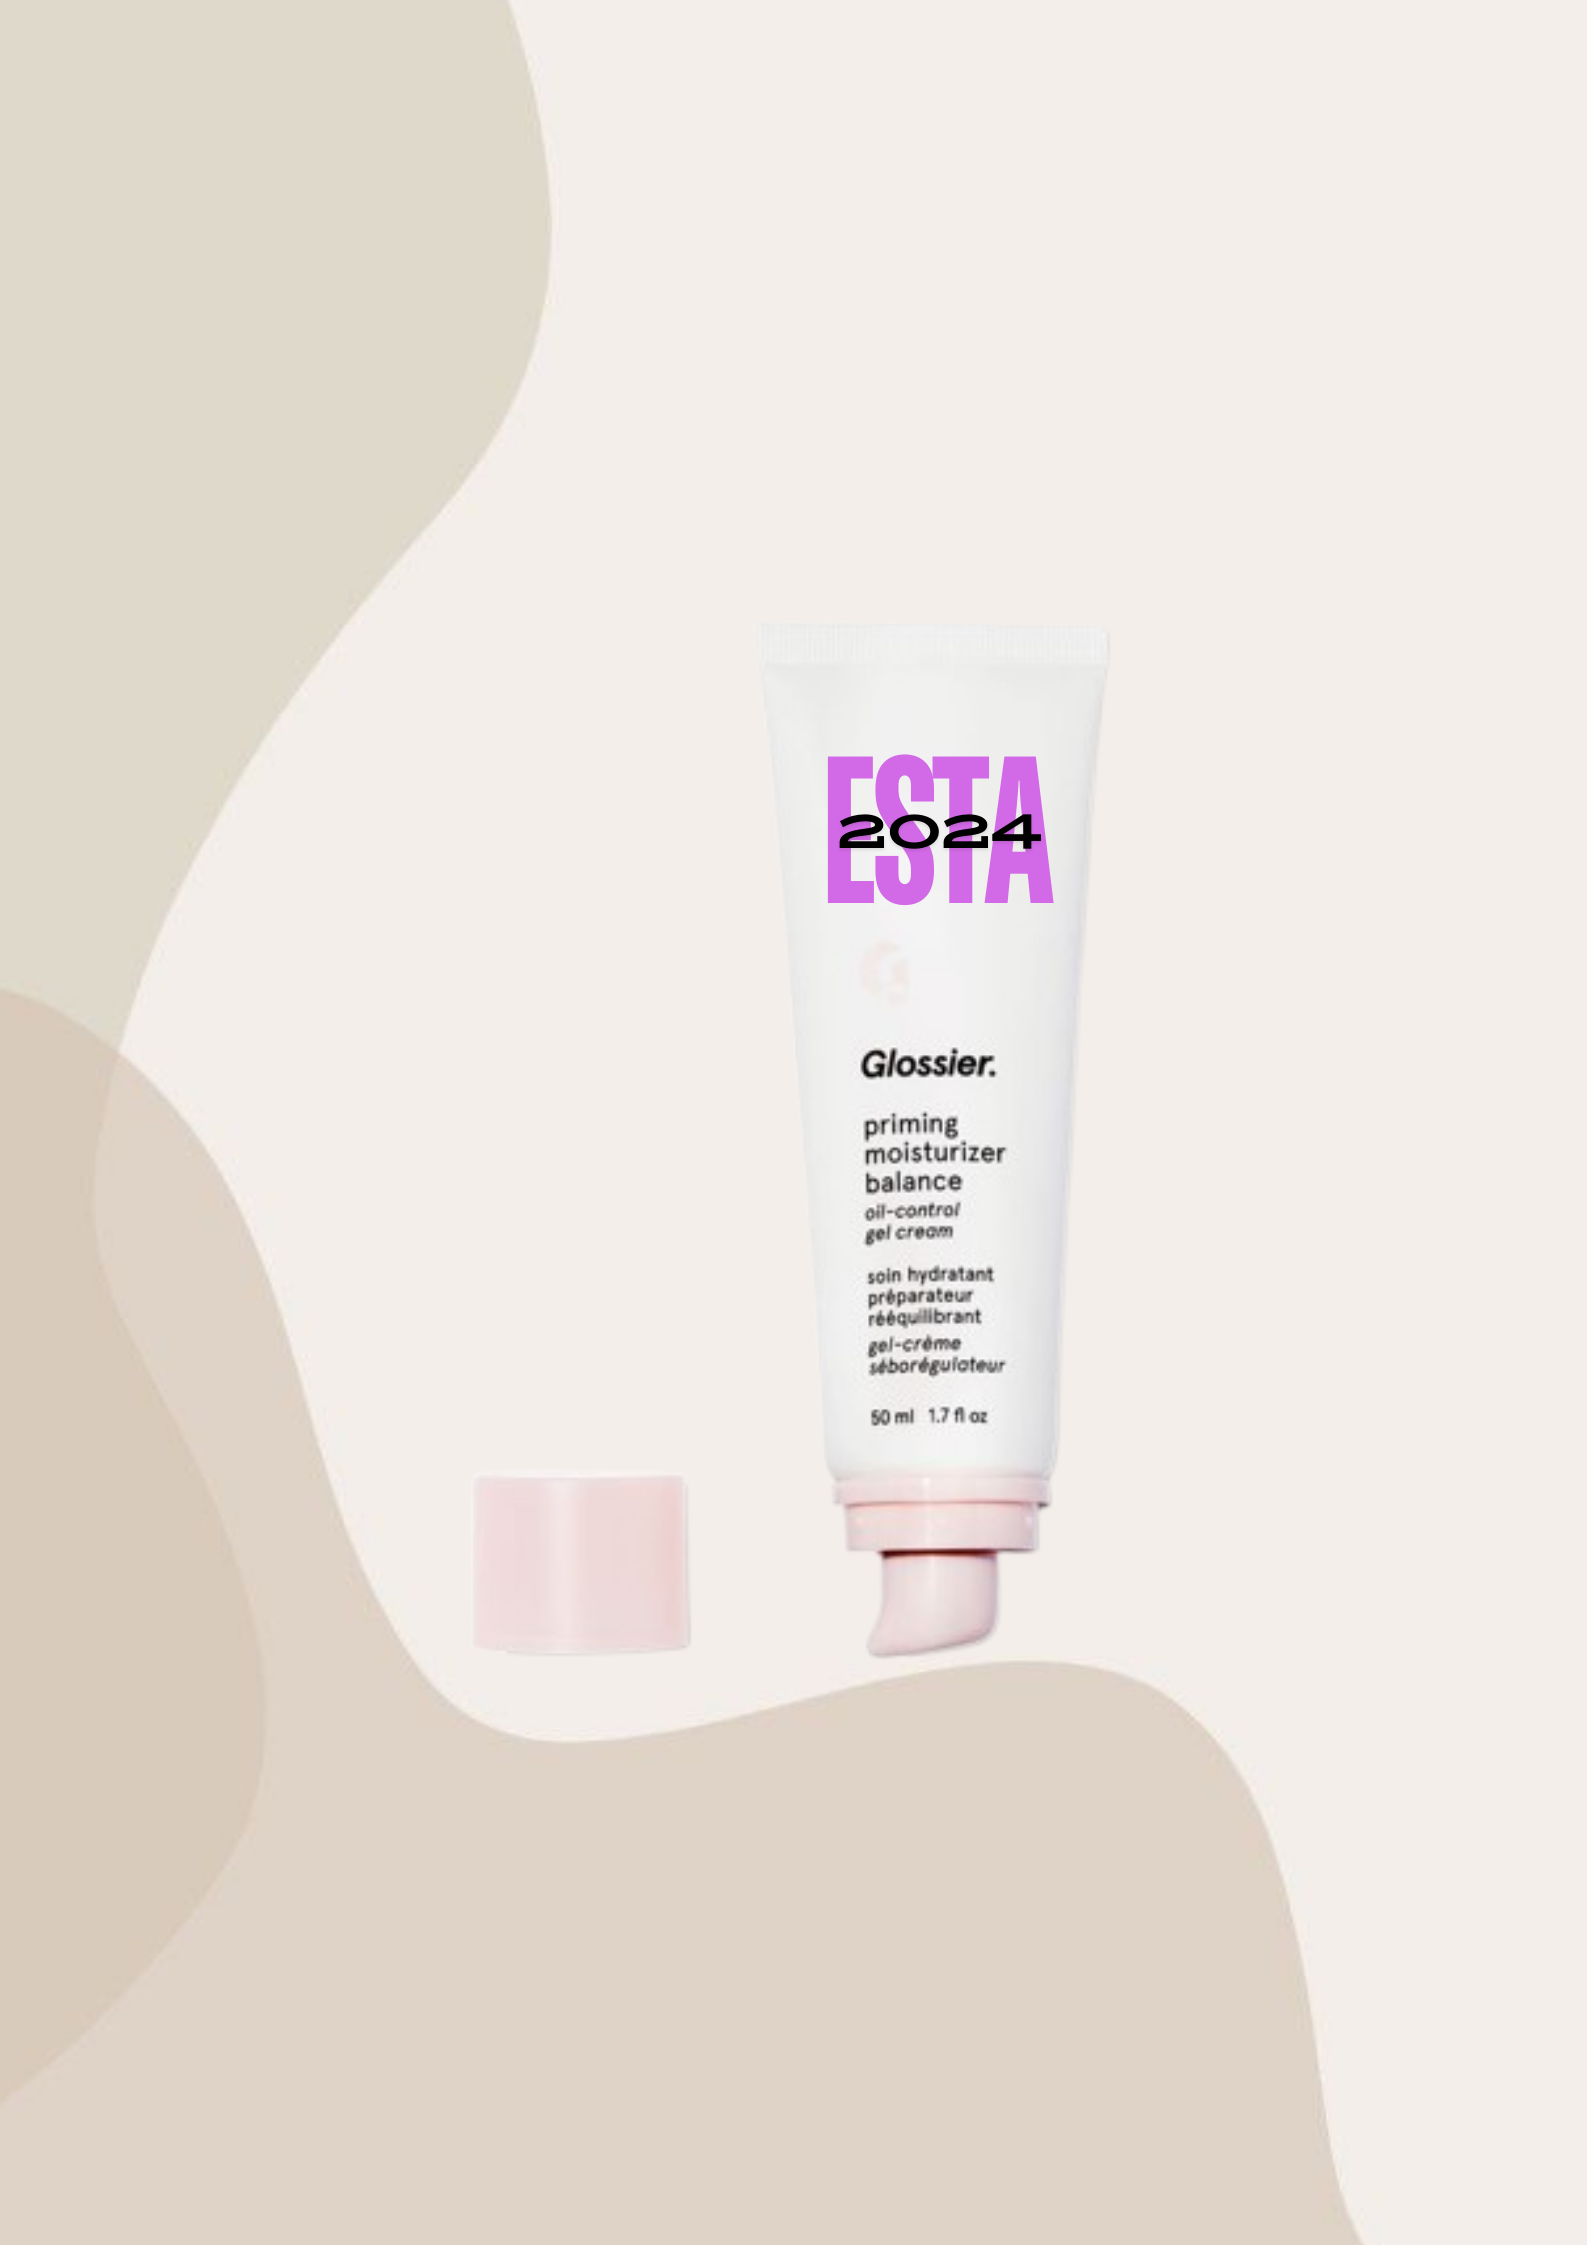 ESTA
2024
G
Glossier.
priming
moisturizer
balance
oil-control
gel cream
soin hydratant
préparateur
rééquilibrant
gel-crème
séborégulateur
50 ml 1.7 fl oz